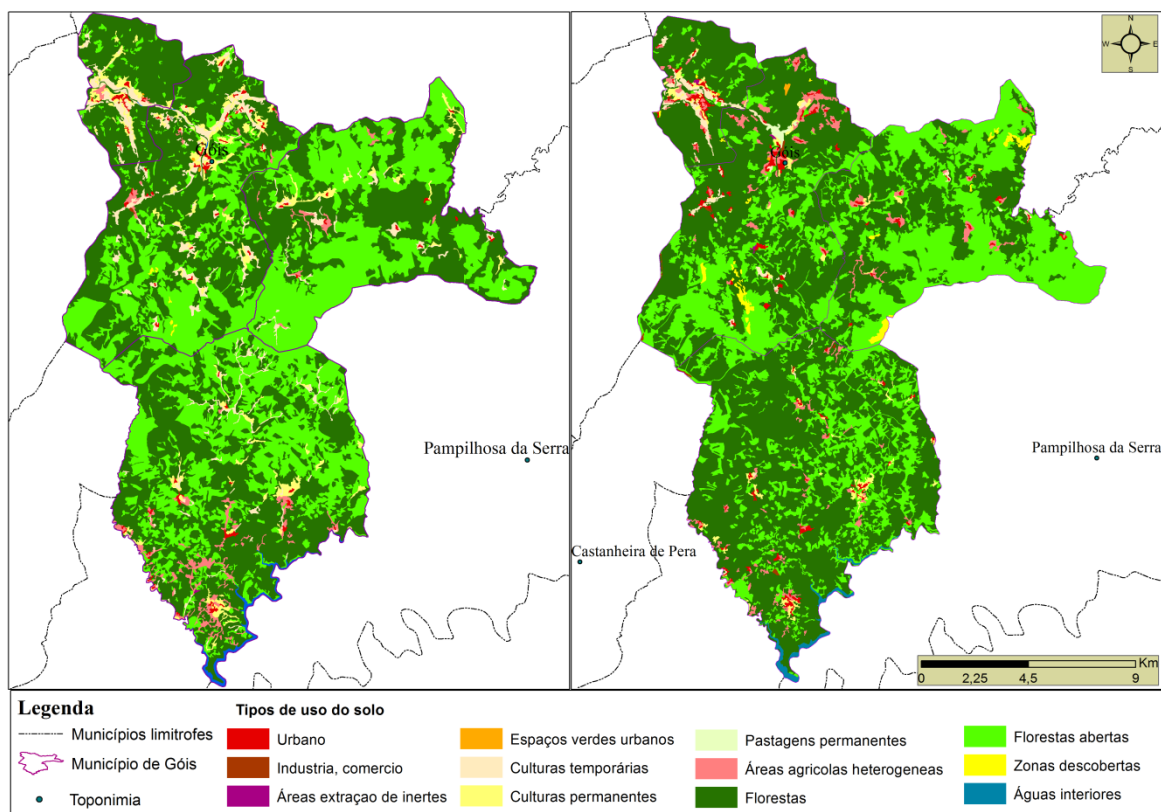 N
W E
S
Góis
Góis
Pampilhosa da Serra
Pampilhosa da Serra
Castanheira de Pera
Km
0 2,25 4,5 9
Legenda
Municípios limitrofes
Município de Góis
Toponimia
Tipos de uso do solo
Urbano
Industria, comercio
Áreas extraçao de inertes
Espaços verdes urbanos
Culturas temporárias
Culturas permanentes
Pastagens permanentes
Áreas agricolas heterogeneas
Florestas
Florestas abertas
Zonas descobertas
Águas interiores